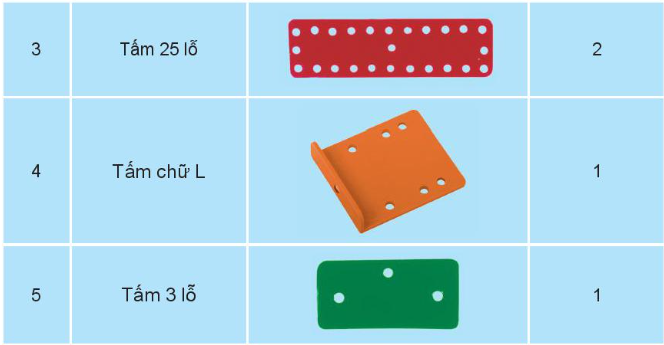 3 Tấm 25 lỗ 2
4 Tấm chữ L 1
5 Tấm 3 lỗ 1